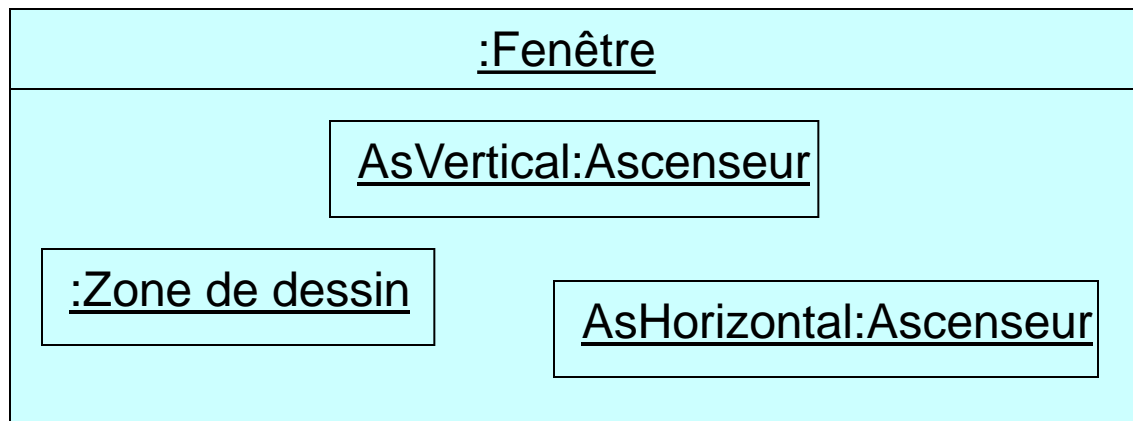 :Fenêtre
AsVertical:Ascenseur
:Zone de dessin
AsHorizontal:Ascenseur